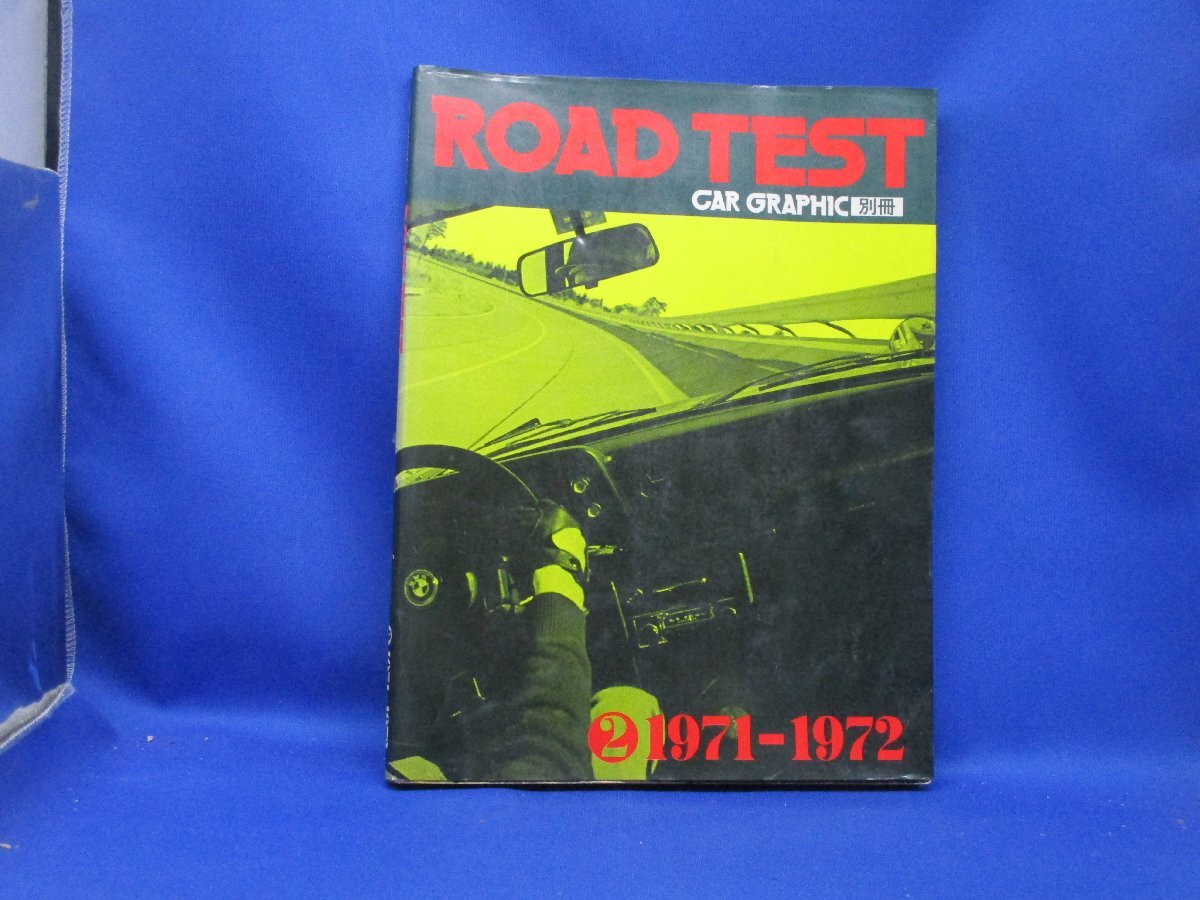 ROAD TEST
CAR GRAPHIC 別冊
2 1971-1972